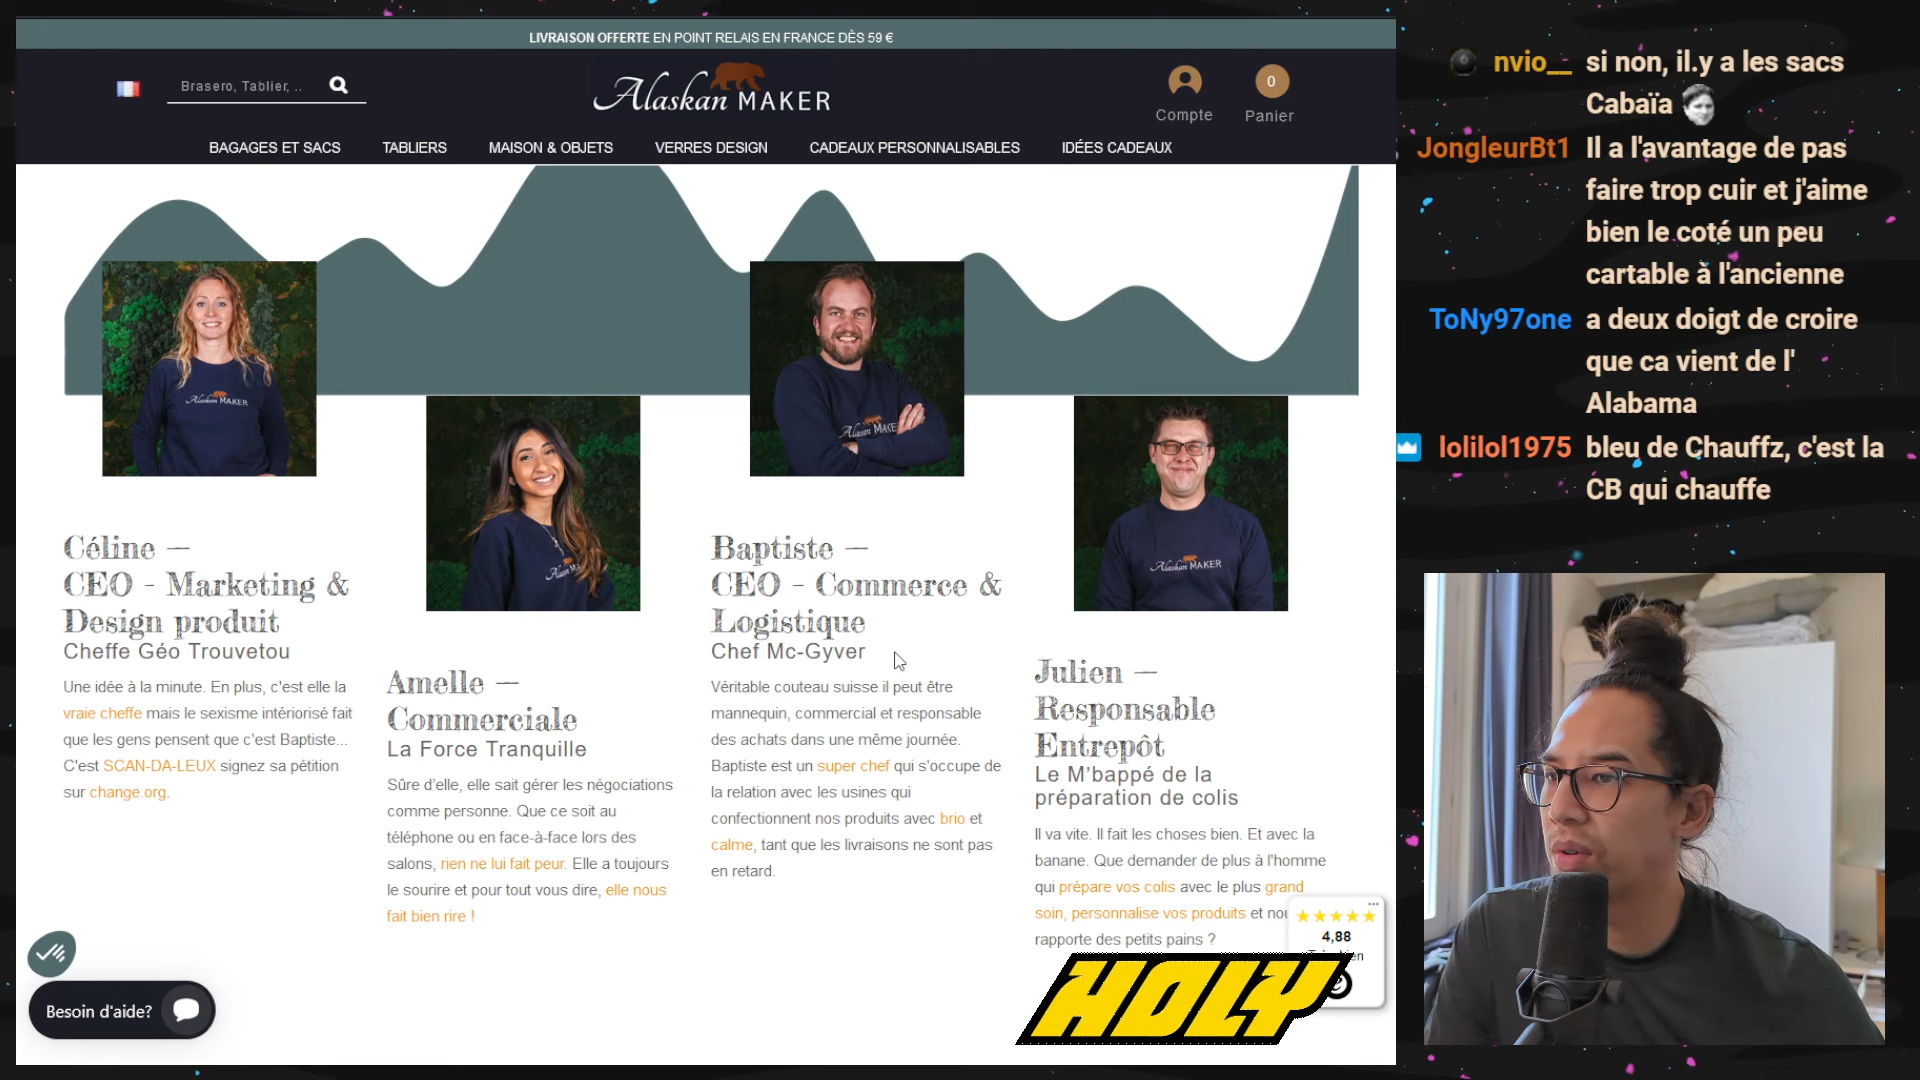 LIVRAISON OFFERTE EN POINT RELAIS EN FRANCE DÈS 59 €
Brasero, Tablier, ..
Alaskan MAKER
Compte
0
Panier
BAGAGES ET SACS
TABLIERS
MAISON & OBJETS
VERRES DESIGN
CADEAUX PERSONNALISABLES
IDÉES CADEAUX
Alaskan MAKER
Céline —
CEO - Marketing &
Design produit
Cheffe Géo Trouvetou
Une idée à la minute. En plus, c'est elle la
vraie cheffe mais le sexisme intériorisé fait
que les gens pensent que c'est Baptiste...
C'est SCAN-DA-LEUX signez sa pétition
sur change.org.
Amelle —
Commerciale
La Force Tranquille
Sûre d'elle, elle sait gérer les négociations
comme personne. Que ce soit au
téléphone ou en face-à-face lors des
salons, rien ne lui fait peur. Elle a toujours
le sourire et pour tout vous dire, elle nous
fait bien rire !
Alaskan MAKE
Baptiste —
CEO - Commerce &
Logistique
Chef Mc-Gyver
Véritable couteau suisse il peut être
mannequin, commercial et responsable
des achats dans une même journée.
Baptiste est un super chef qui s'occupe de
la relation avec les usines qui
confectionnent nos produits avec brio et
calme, tant que les livraisons ne sont pas
en retard.
Alaskan MAKER
Julien —
Responsable
Entrepôt
Le M'bappé de la
préparation de colis
Il va vite. Il fait les choses bien. Et avec la
banane. Que demander de plus à l'homme
qui prépare vos colis avec le plus grand
soin, personnalise vos produits et nou
rapporte des petits pains ?
4,88
HOLY
Besoin d'aide?
nvio__ si non, il.y a les sacs
Cabaïa
JongleurBt1 Il a l'avantage de pas
faire trop cuir et j'aime
bien le coté un peu
cartable à l'ancienne
ToNy97one a deux doigt de croire
que ca vient de l'
Alabama
lolilol1975 bleu de Chauffz, c'est la
CB qui chauffe